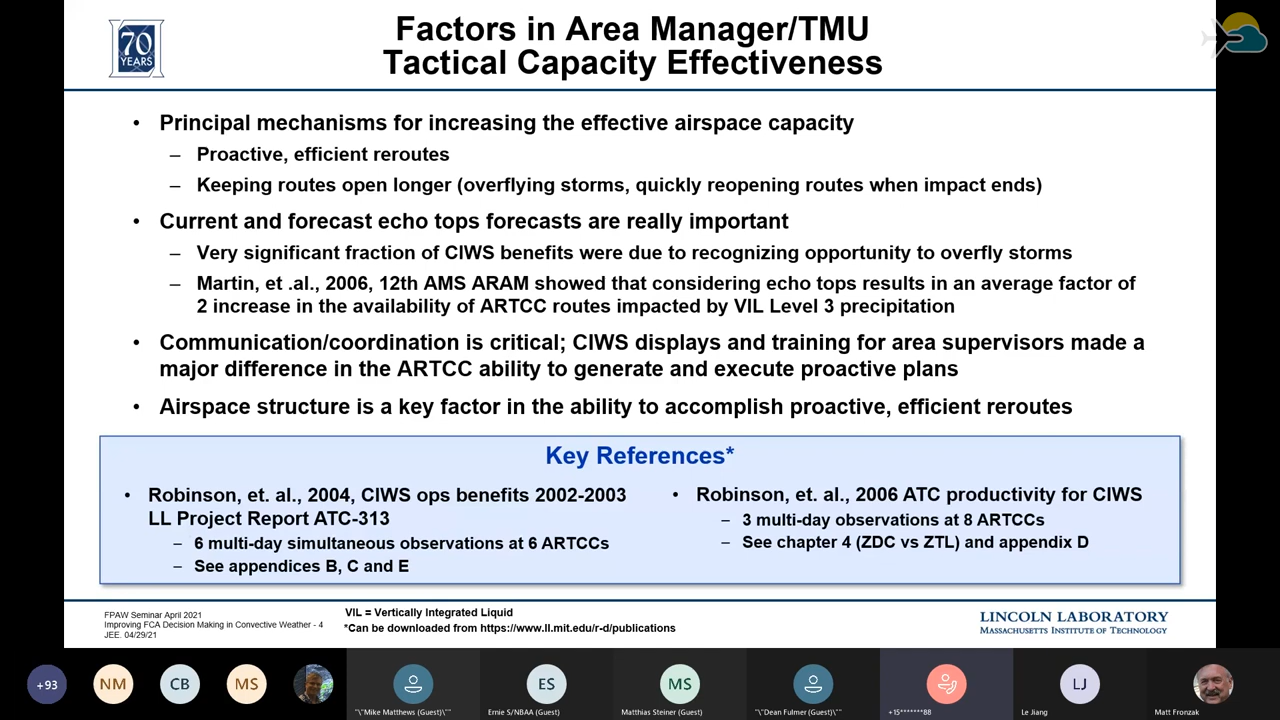 70
YEARS
Factors in Area Manager/TMU
Tactical Capacity Effectiveness
• Principal mechanisms for increasing the effective airspace capacity
– Proactive, efficient reroutes
– Keeping routes open longer (overflying storms, quickly reopening routes when impact ends)
• Current and forecast echo tops forecasts are really important
– Very significant fraction of CIWS benefits were due to recognizing opportunity to overfly storms
– Martin, et .al., 2006, 12th AMS ARAM showed that considering echo tops results in an average factor of
2 increase in the availability of ARTCC routes impacted by VIL Level 3 precipitation
• Communication/coordination is critical; CIWS displays and training for area supervisors made a
major difference in the ARTCC ability to generate and execute proactive plans
• Airspace structure is a key factor in the ability to accomplish proactive, efficient reroutes
Key References*
• Robinson, et. al., 2004, CIWS ops benefits 2002-2003
LL Project Report ATC-313
– 6 multi-day simultaneous observations at 6 ARTCCs
– See appendices B, C and E
• Robinson, et. al., 2006 ATC productivity for CIWS
– 3 multi-day observations at 8 ARTCCs
– See chapter 4 (ZDC vs ZTL) and appendix D
FPAW Seminar April 2021
Improving FCA Decision Making in Convective Weather - 4
JEE. 04/29/21
VIL = Vertically Integrated Liquid
*Can be downloaded from https://www.ll.mit.edu/r-d/publications
LINCOLN LABORATORY
MASSACHUSETTS INSTITUTE OF TECHNOLOGY
+93
NM
CB
MS
"\"Mike Matthews (Guest)\""
ES
Ernie S/NBAA (Guest)
MS
Matthias Steiner (Guest)
"\"Dean Fulmer (Guest)\""
+15*******88
LJ
Le Jiang
Matt Fronzak